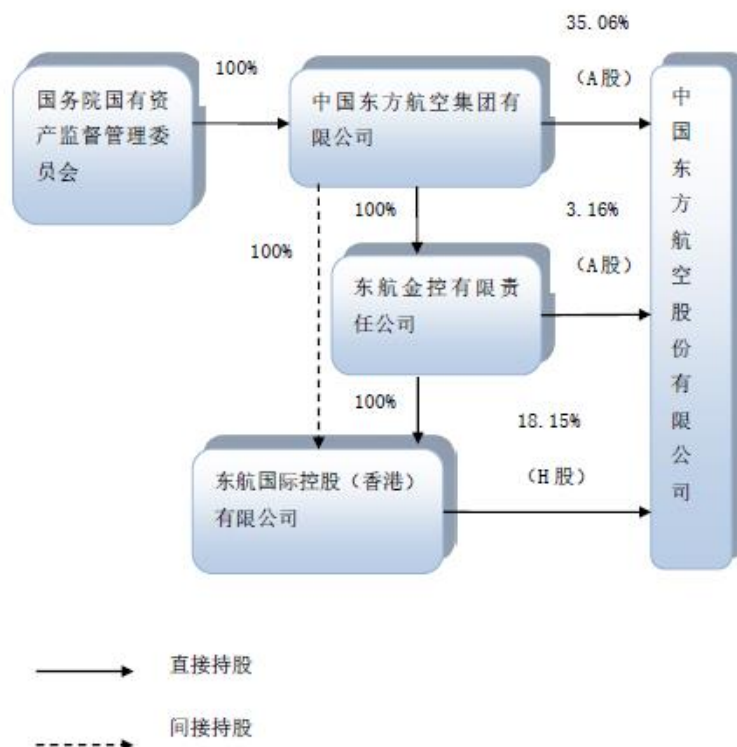 35.06%
（A股）
100%
国务院国有资
产监督管理委
员会
中国东方航空集团有
限公司
中国东方航空股份有限公司
100%
3.16%
（A股）
100%
东航金控有限责
任公司
100%
18.15%
（H股）
东航国际控股（香港）
有限公司
直接持股
间接持股